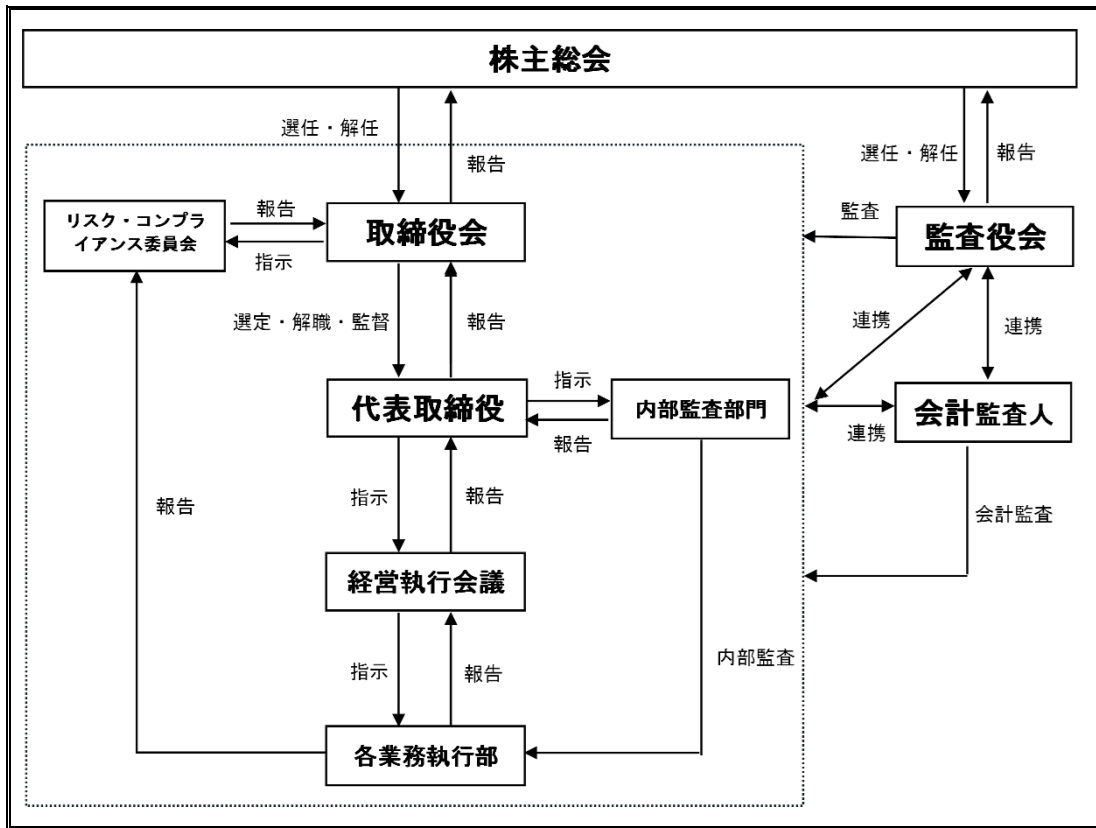 株主総会
選任・解任
報告
選任・解任
報告
リスク・コンプラ
イアンス委員会
報告
指示
取締役会
監査
監査役会
選定・解職・監督
報告
連携
連携
代表取締役
指示
報告
内部監査部門
連携
会計監査人
報告
指示
報告
会計監査
経営執行会議
指示
報告
内部監査
各業務執行部